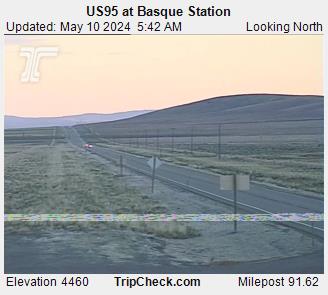 US95 at Basque Station
Updated: May 10 2024 5:42 AM Looking North
Elevation 4460 TripCheck.com Milepost 91.62